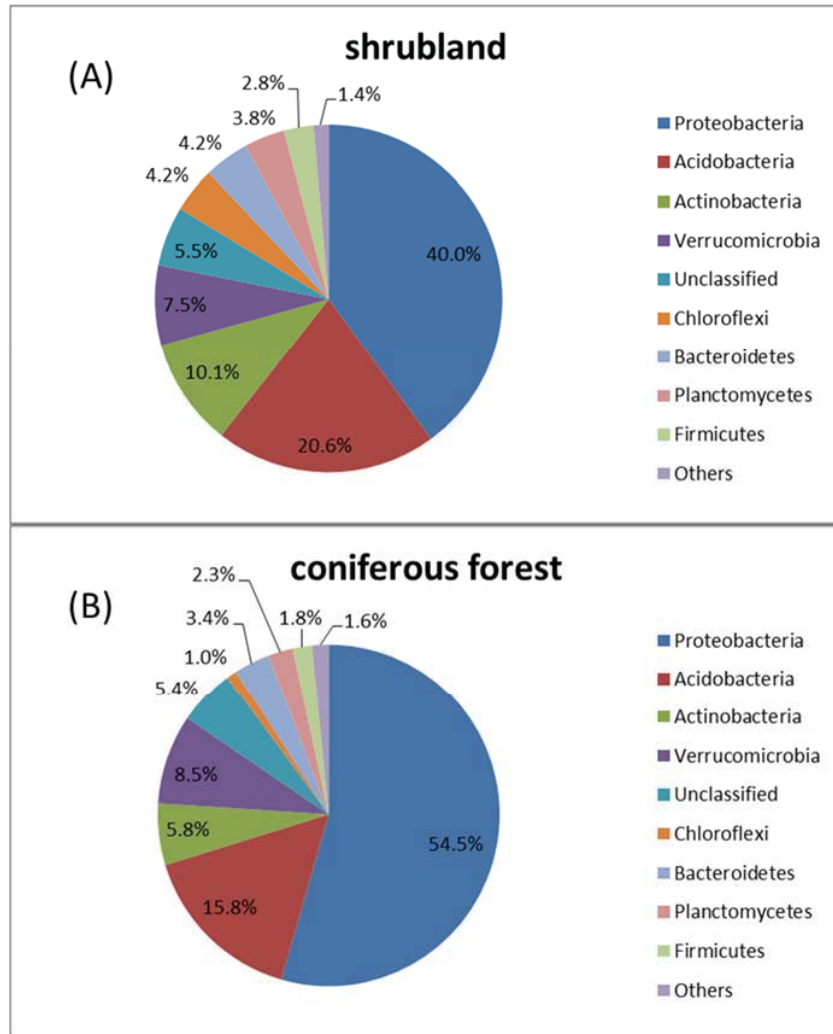 shrubland
(A)
2.8%
1.4%
3.8%
4.2%
4.2%
5.5%
7.5%
10.1%
20.6%
40.0%
Proteobacteria
Acidobacteria
Actinobacteria
Verrucomicrobia
Unclassified
Chloroflexi
Bacteroidetes
Planctomycetes
Firmicutes
Others
coniferous forest
(B)
2.3%
3.4%
1.8%
1.6%
1.0%
5.4%
8.5%
5.8%
15.8%
54.5%
Proteobacteria
Acidobacteria
Actinobacteria
Verrucomicrobia
Unclassified
Chloroflexi
Bacteroidetes
Planctomycetes
Firmicutes
Others